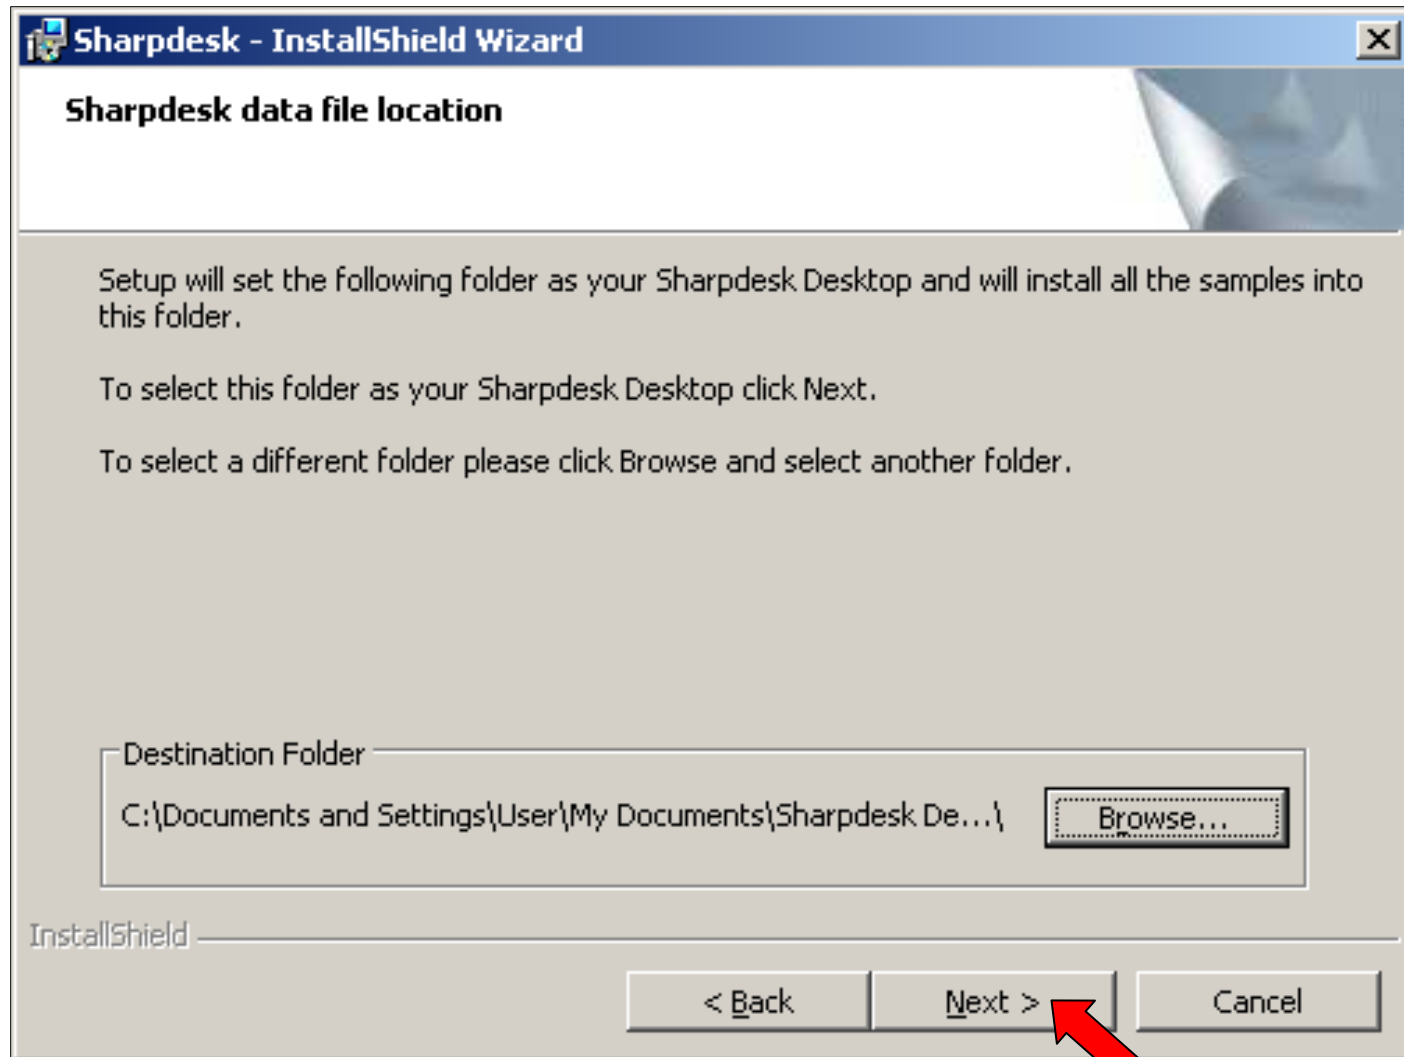 Sharpdesk - InstallShield Wizard
Sharpdesk data file location
Setup will set the following folder as your Sharpdesk Desktop and will install all the samples into
this folder.
To select this folder as your Sharpdesk Desktop click Next.
To select a different folder please click Browse and select another folder.
Destination Folder
C:\Documents and Settings\User\My Documents\Sharpdesk De...\
Browse...
InstallShield
< Back
Next >
Cancel